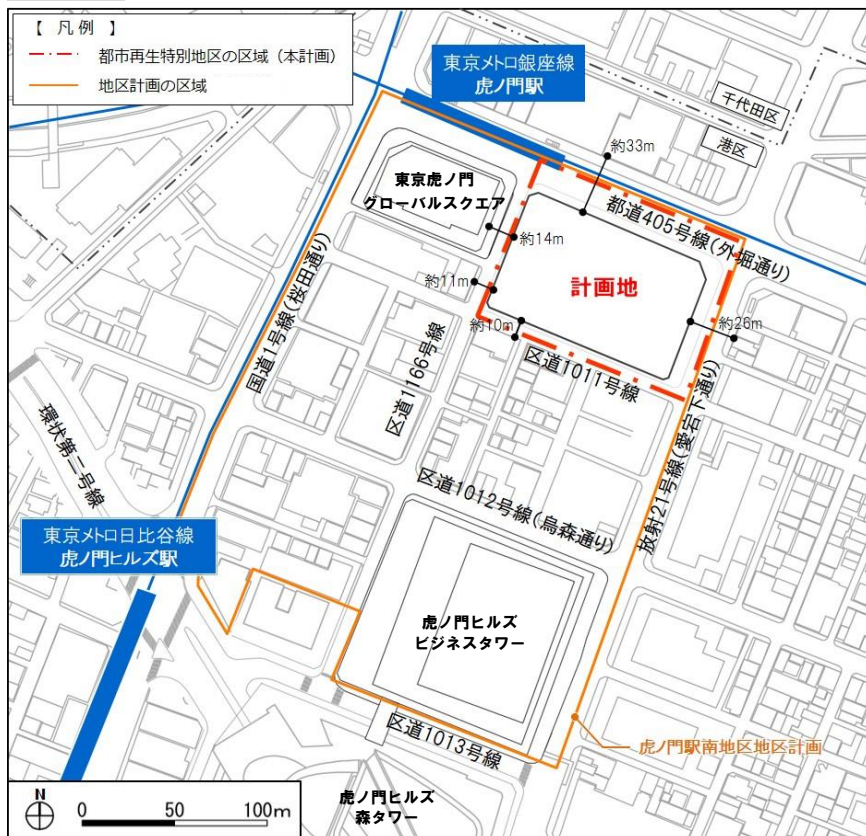 【 凡 例 】
都市再生特別地区の区域（本計画）
地区計画の区域
東京メトロ銀座線
虎ノ門駅
千代田区
港区
約33m
東京虎ノ門
グローバルスクエア
都道405号線(外堀通り)
約14m
約11m
計画地
約10m
約26m
国道1号線(桜田通り)
区道1166号線
区道1011号線
環状第二号線
区道1012号線(烏森通り)
放射21号線(愛宕下通り)
東京メトロ日比谷線
虎ノ門ヒルズ駅
虎ノ門ヒルズ
ビジネスタワー
区道1013号線
虎ノ門駅南地区地区計画
N
0 50 100m
虎ノ門ヒルズ
森タワー